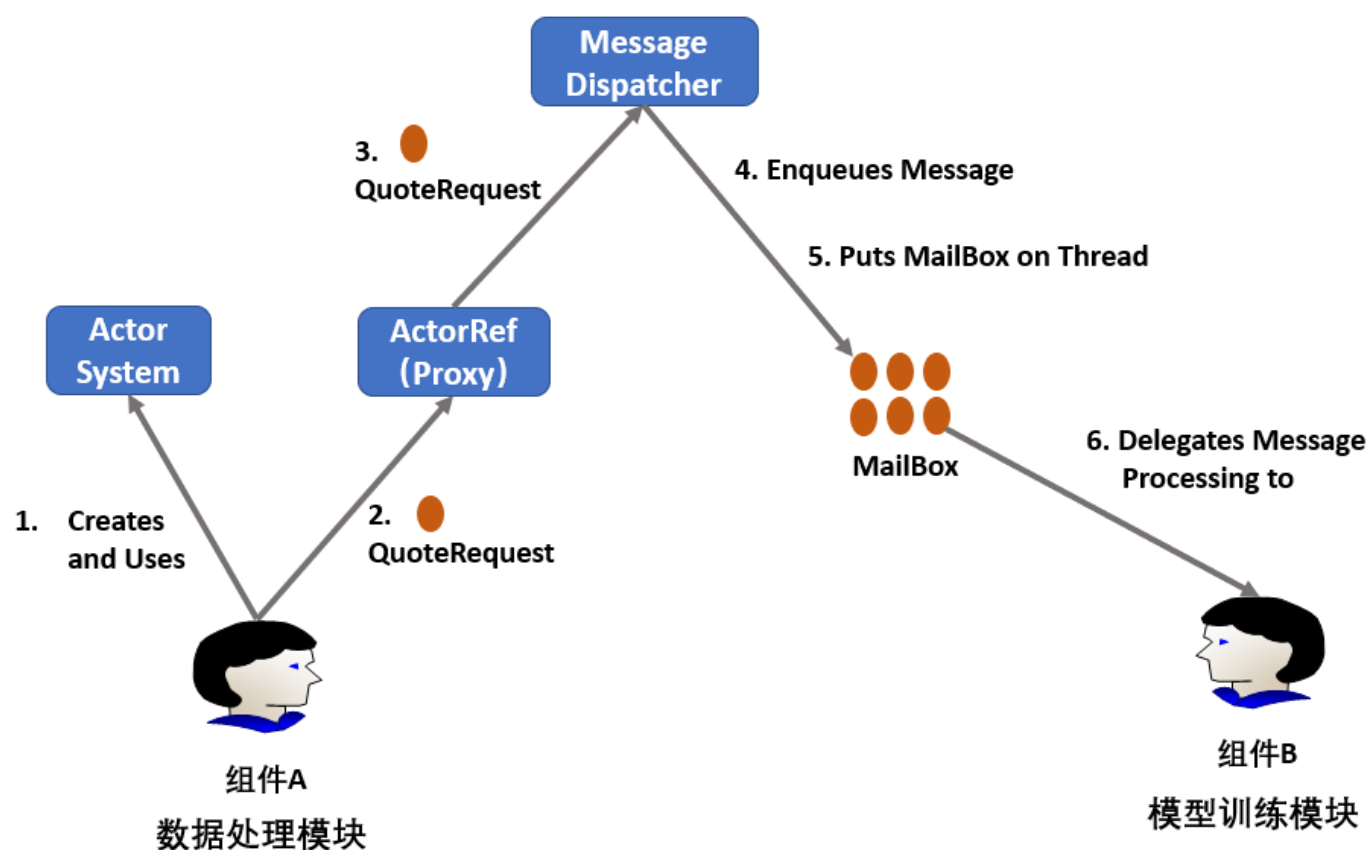 Message
Dispatcher
3.
QuoteRequest
4. Enqueues Message
5. Puts MailBox on Thread
Actor
System
ActorRef
(Proxy)
MailBox
6. Delegates Message
Processing to
1. Creates
and Uses
2.
QuoteRequest
组件A
数据处理模块
组件B
模型训练模块